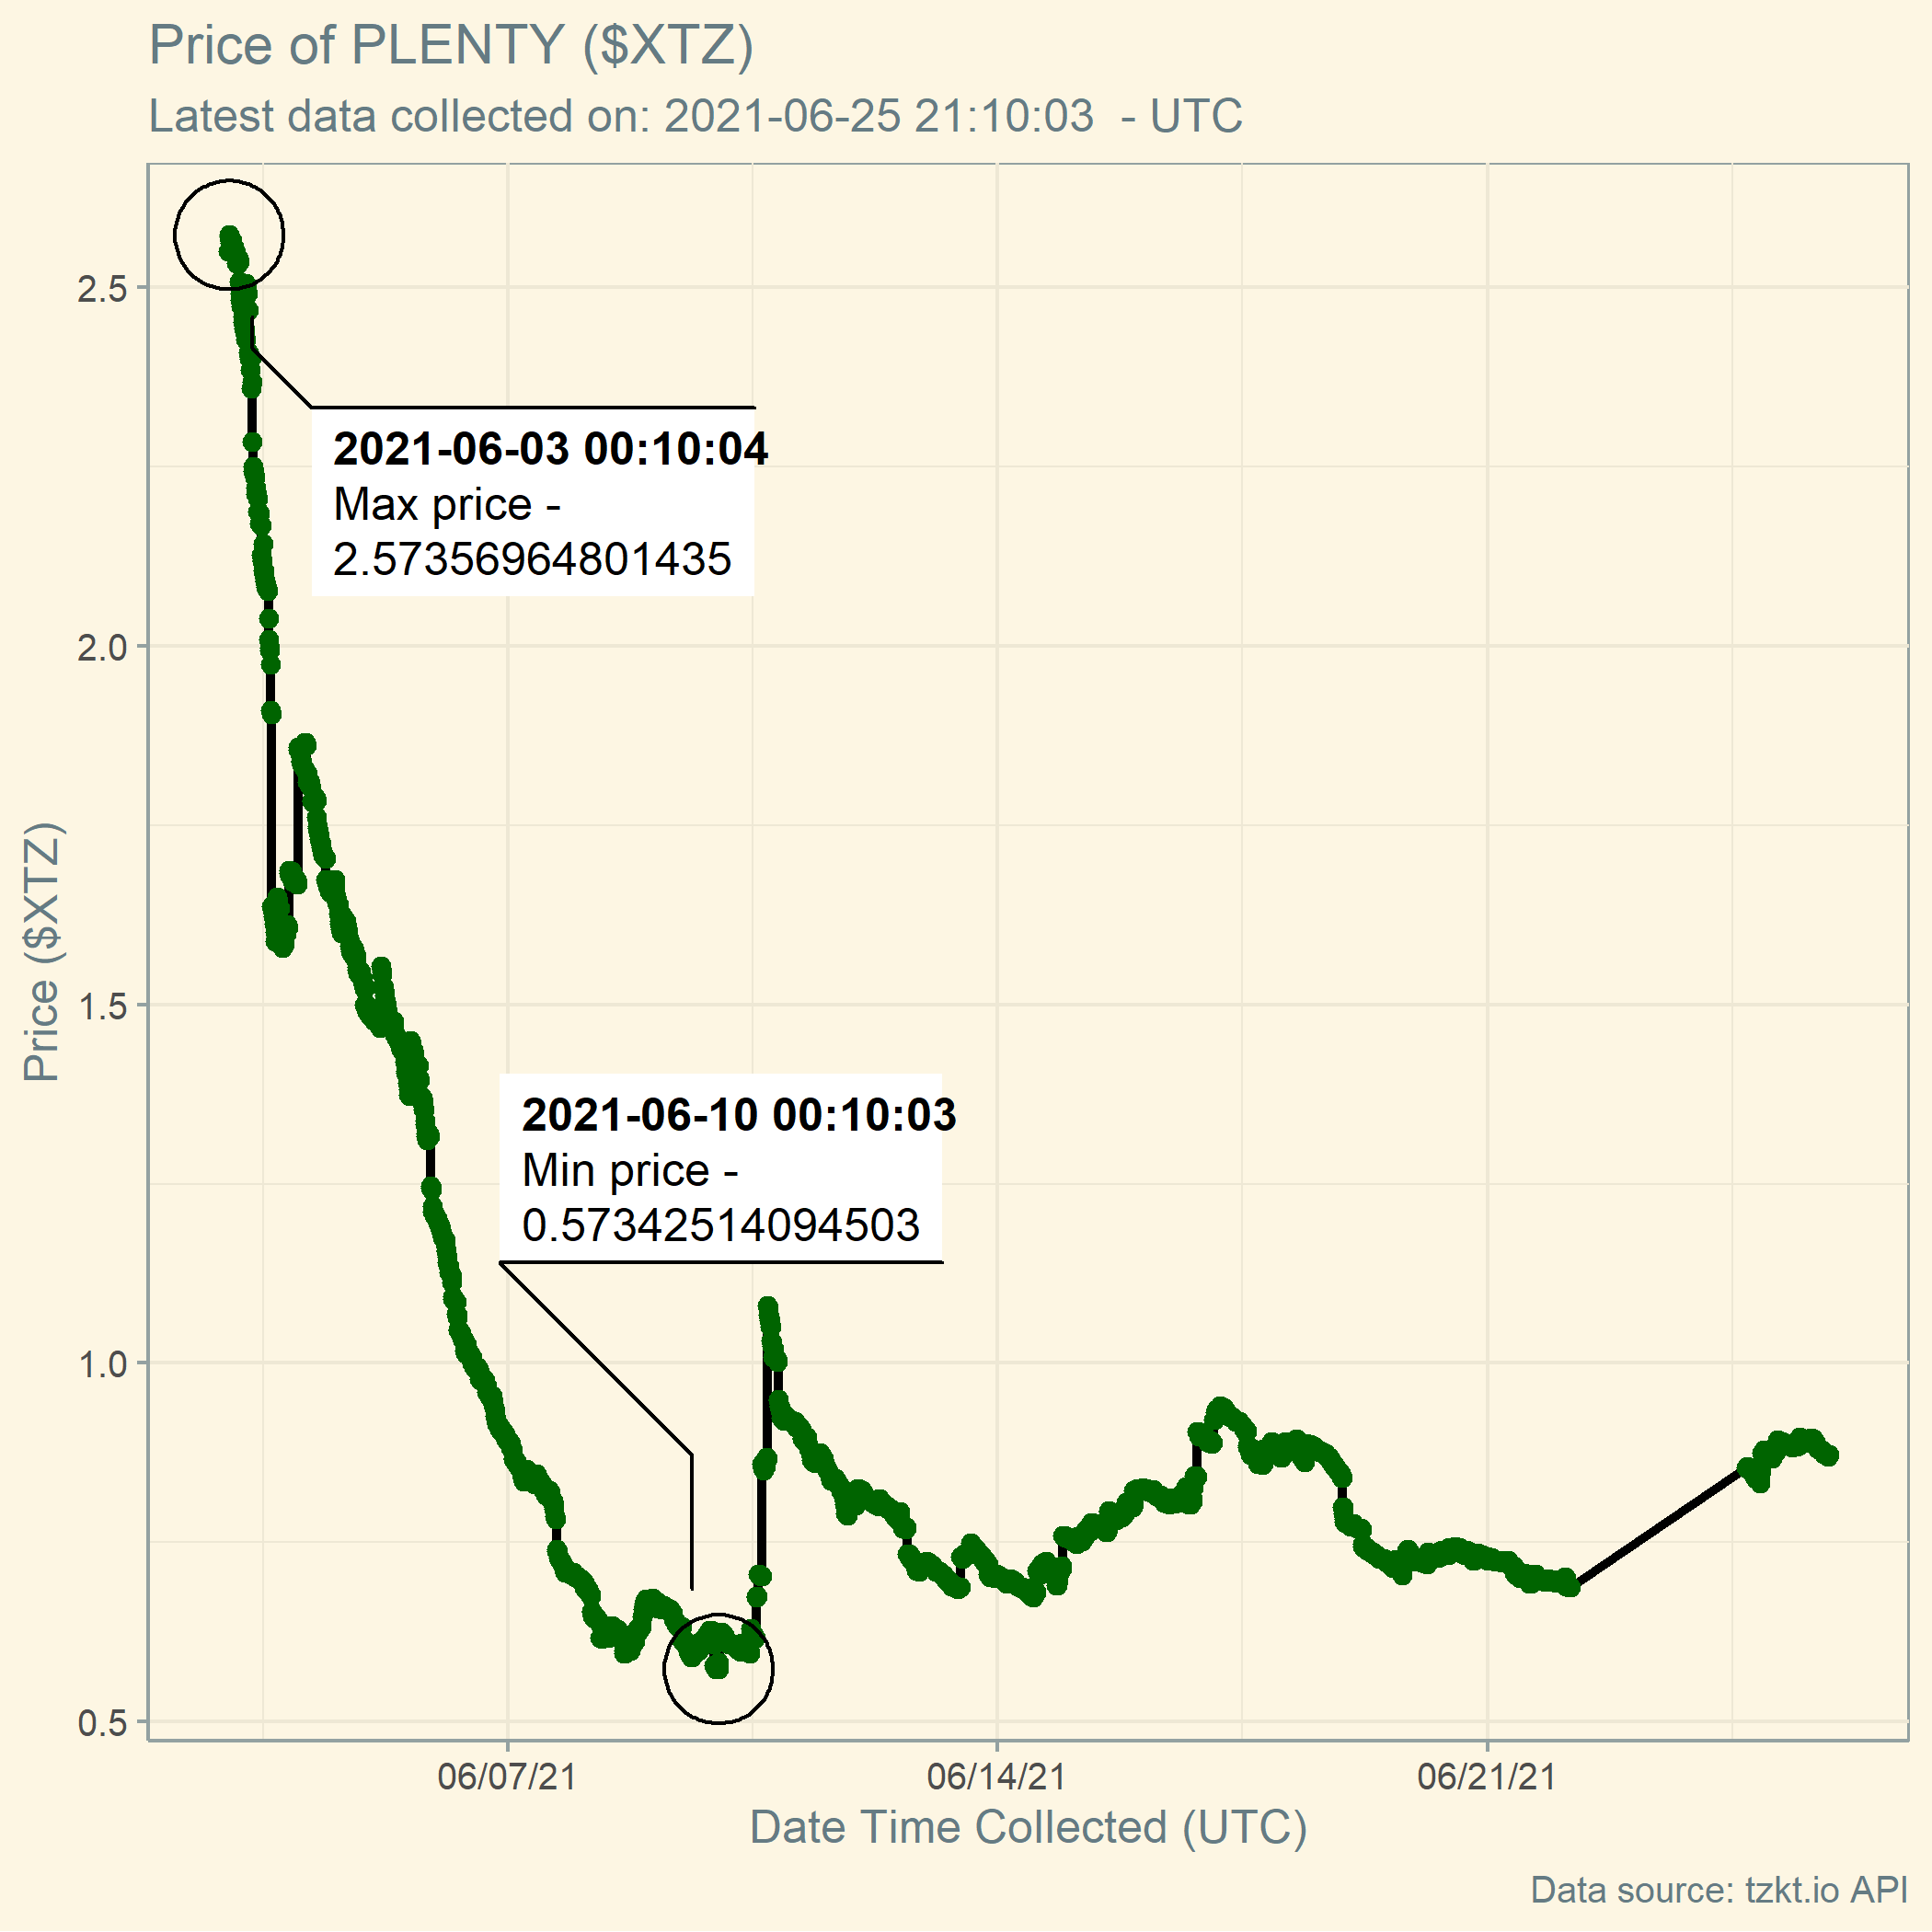 Price of PLENTY ($XTZ)
Latest data collected on: 2021-06-25 21:10:03  - UTC
2.5
2.0
1.5
1.0
0.5
Price ($XTZ)
2021-06-03 00:10:04
Max price -
2.57356964801435
2021-06-10 00:10:03
Min price -
0.57342514094503
06/07/21
06/14/21
06/21/21
Date Time Collected (UTC)
Data source: tzkt.io API